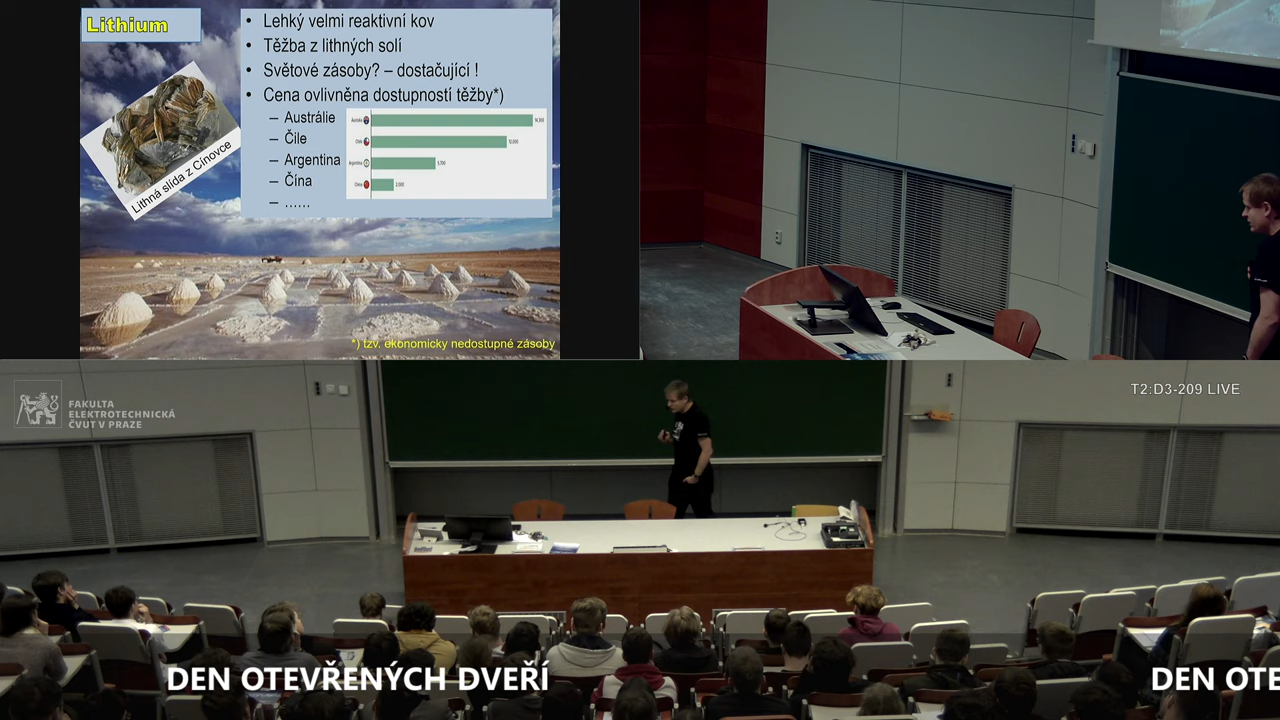 Lithium
• Lehký velmi reaktivní kov
• Těžba z lithných solí
• Světové zásoby? – dostačující !
• Cena ovlivněna dostupností těžby*)
– Austrálie
– Čile
– Argentina
– Čína
– ......
Lithná slída z Cínovce
*) tzv. ekonomicky nedostupné zásoby
FAKULTA
ELEKTROTECHNICKÁ
ČVUT V PRAZE
T2:D3-209 LIVE
DEN OTEVŘENÝCH DVEŘÍ
DEN OTE